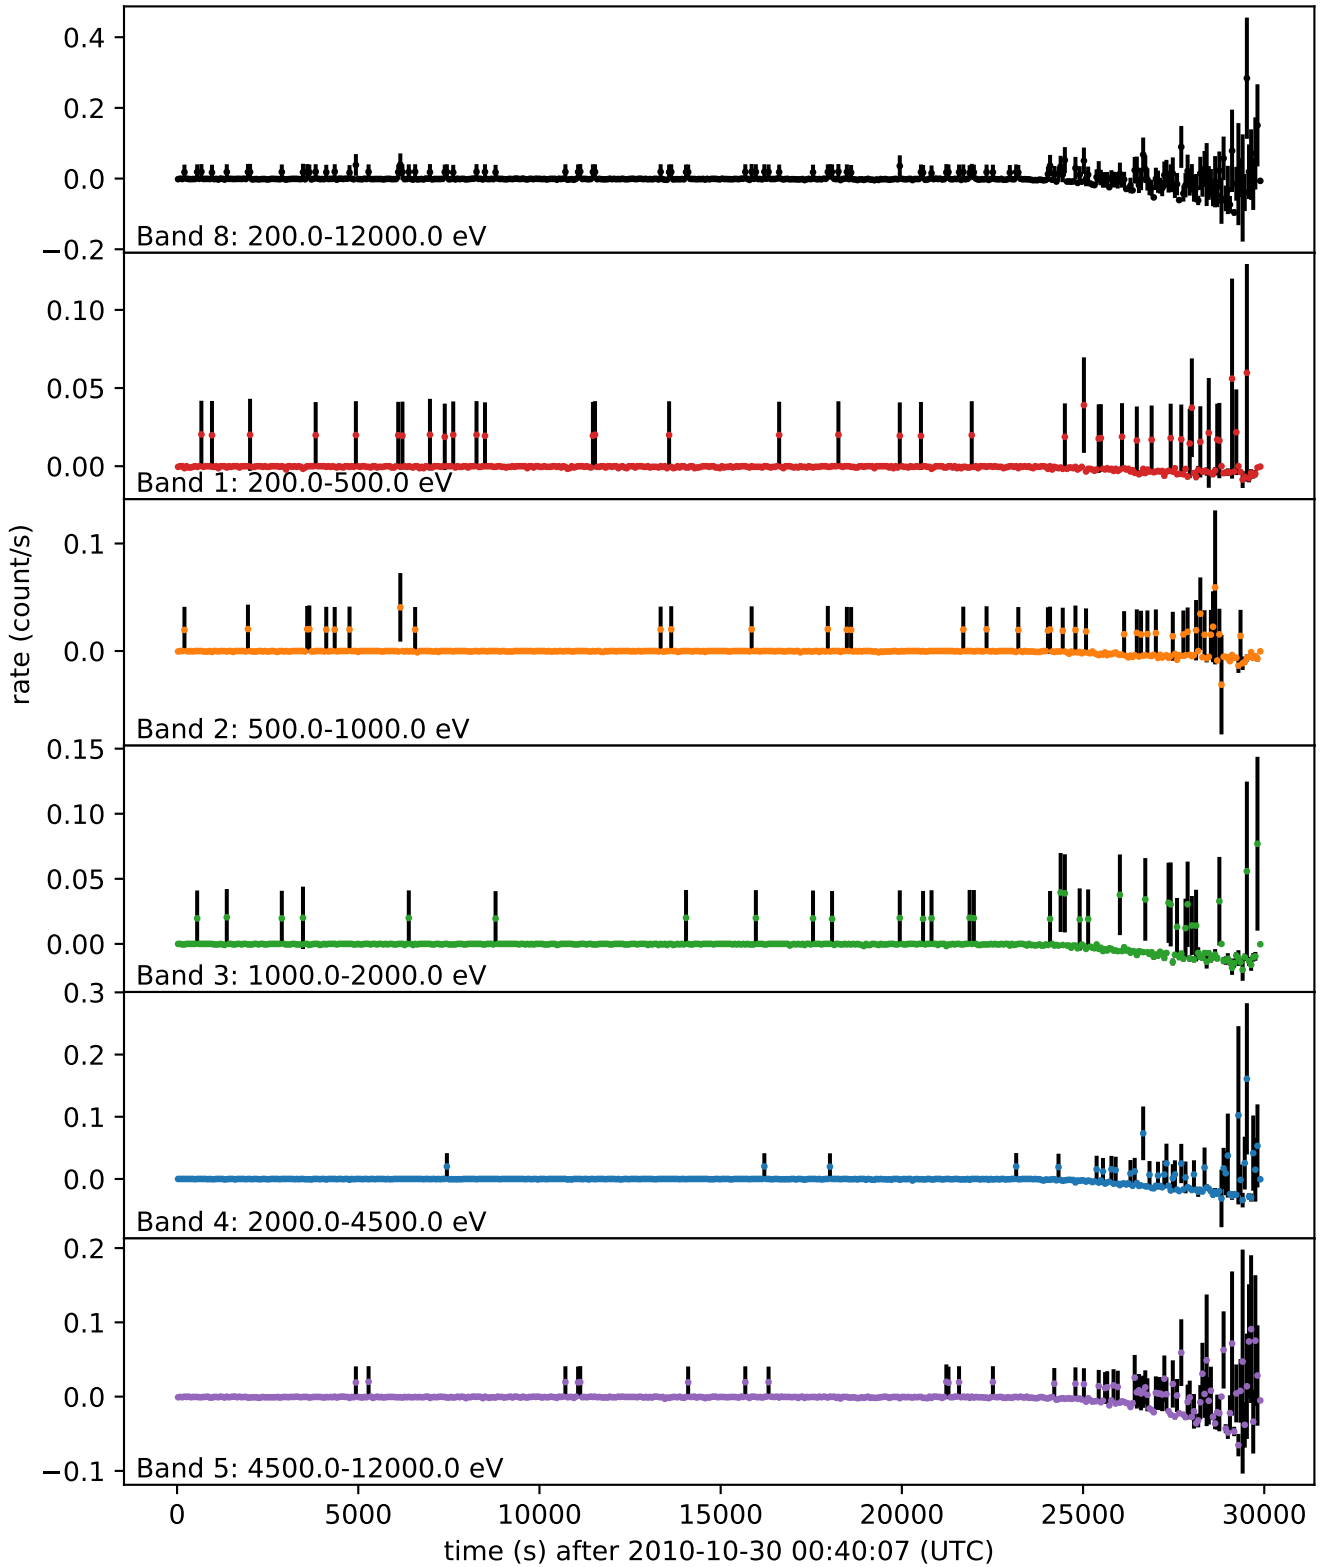 0.4
0.2
0.0
−0.2
Band 8: 200.0-12000.0 eV
0.10
0.05
0.00
Band 1: 200.0-500.0 eV
0.1
0.0
Band 2: 500.0-1000.0 eV
rate (count/s)
0.15
0.10
0.05
0.00
Band 3: 1000.0-2000.0 eV
0.3
0.2
0.1
0.0
Band 4: 2000.0-4500.0 eV
0.2
0.1
0.0
−0.1
Band 5: 4500.0-12000.0 eV
0 5000 10000 15000 20000 25000 30000
time (s) after 2010-10-30 00:40:07 (UTC)